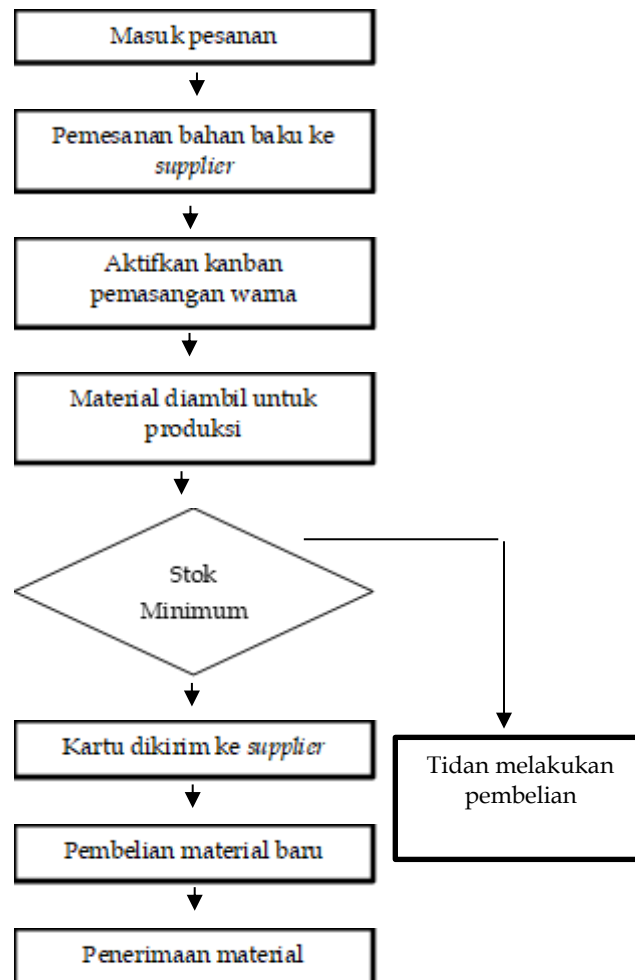 Masuk pesanan
Pemesanan bahan baku ke
supplier
Aktifkan kanban
pemasangan warna
Material diambil untuk
produksi
Stok
Minimum
Kartu dikirim ke supplier
Tidan melakukan
pembelian
Pembelian material baru
Penerimaan material